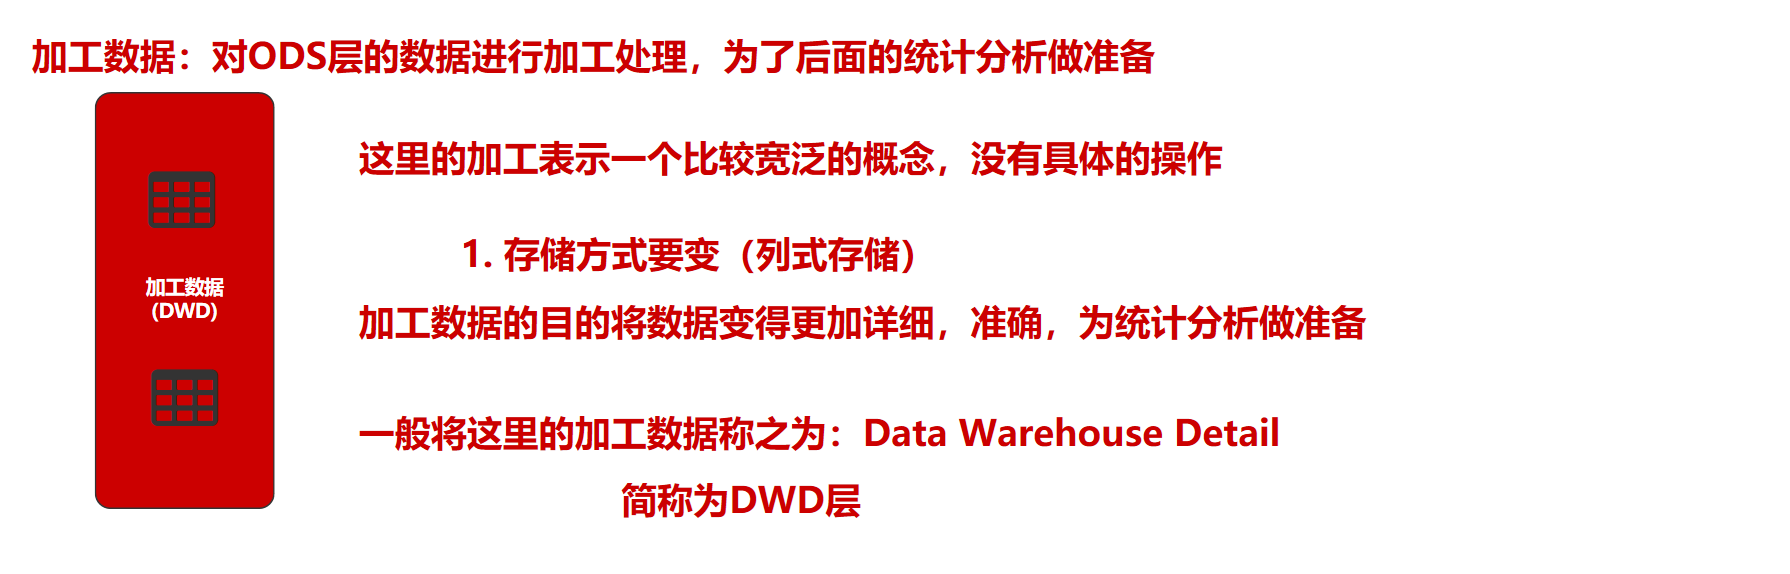 加工数据：对ODS层的数据进行加工处理，为了后面的统计分析做准备
这里的加工表示一个比较宽泛的概念，没有具体的操作
1. 存储方式要变（列式存储）
加工数据
(DWD)
加工数据的目的将数据变得更加详细，准确，为统计分析做准备
一般将这里的加工数据称之为：Data Warehouse Detail
简称为DWD层